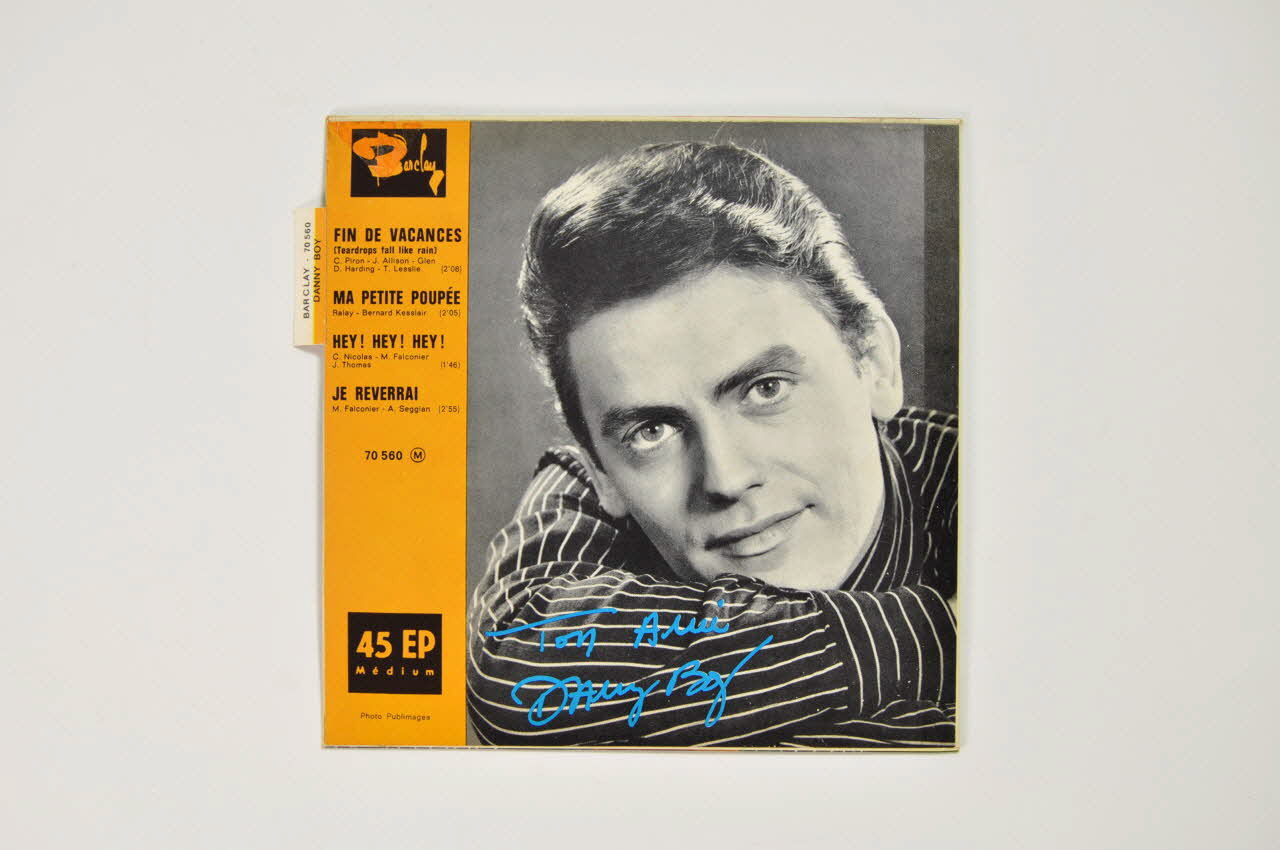 Barclay
FIN DE VACANCES
(Teardrops fall like rain)
C. Piron - J. Allison - Glen
D. Harding - T. Lesslie (2'08)
MA PETITE POUPÉE
Ralay - Bernard Kesslair (2'05)
HEY! HEY! HEY!
C. Nicolas - M. Falconier
J. Thomas (1'46)
JE REVERRAI
M. Falconier - A. Seggian (2'55)
70 560 M
45 EP
Médium
Photo Publimages
BARCLAY - 70 560
DANNY BOY
Ton Ami
DAnny Boy